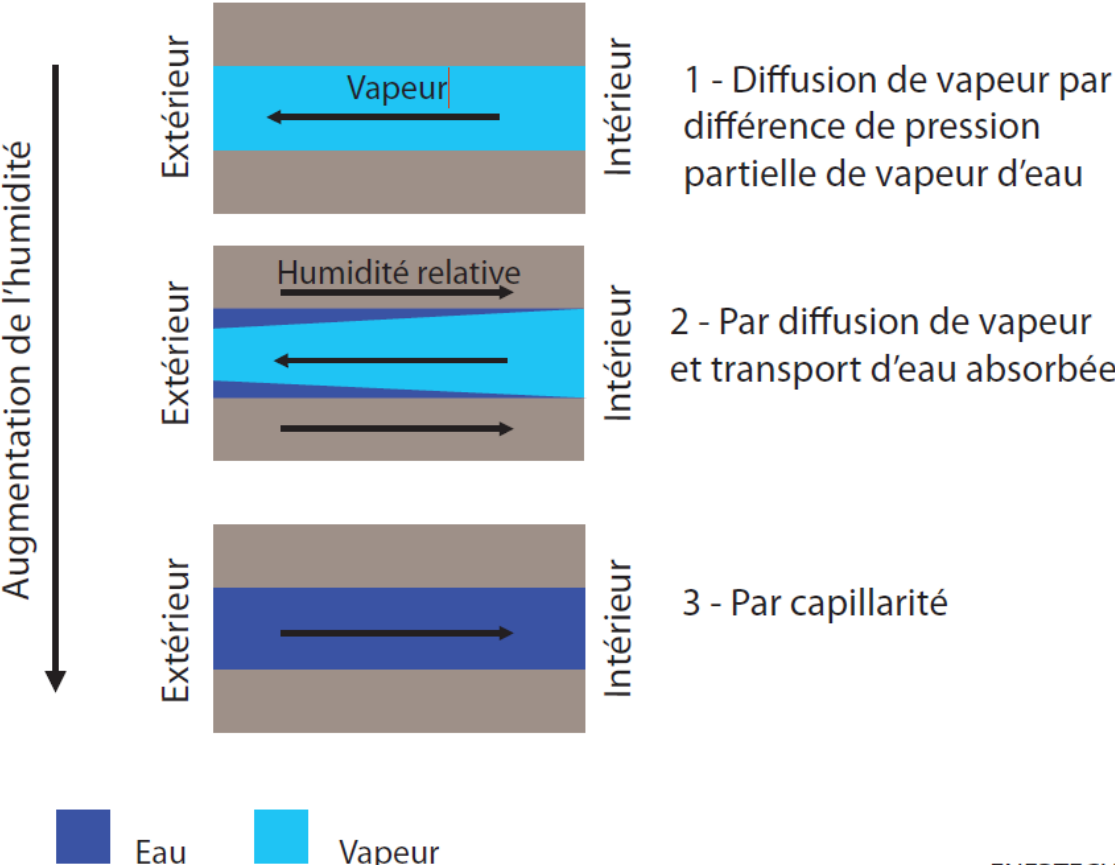 Augmentation de l'humidité
Extérieur
Vapeur
Intérieur
1 - Diffusion de vapeur par
différence de pression
partielle de vapeur d'eau
Extérieur
Humidité relative
Intérieur
2 - Par diffusion de vapeur
et transport d'eau absorbée
Extérieur
Intérieur
3 - Par capillarité
Eau
Vapeur